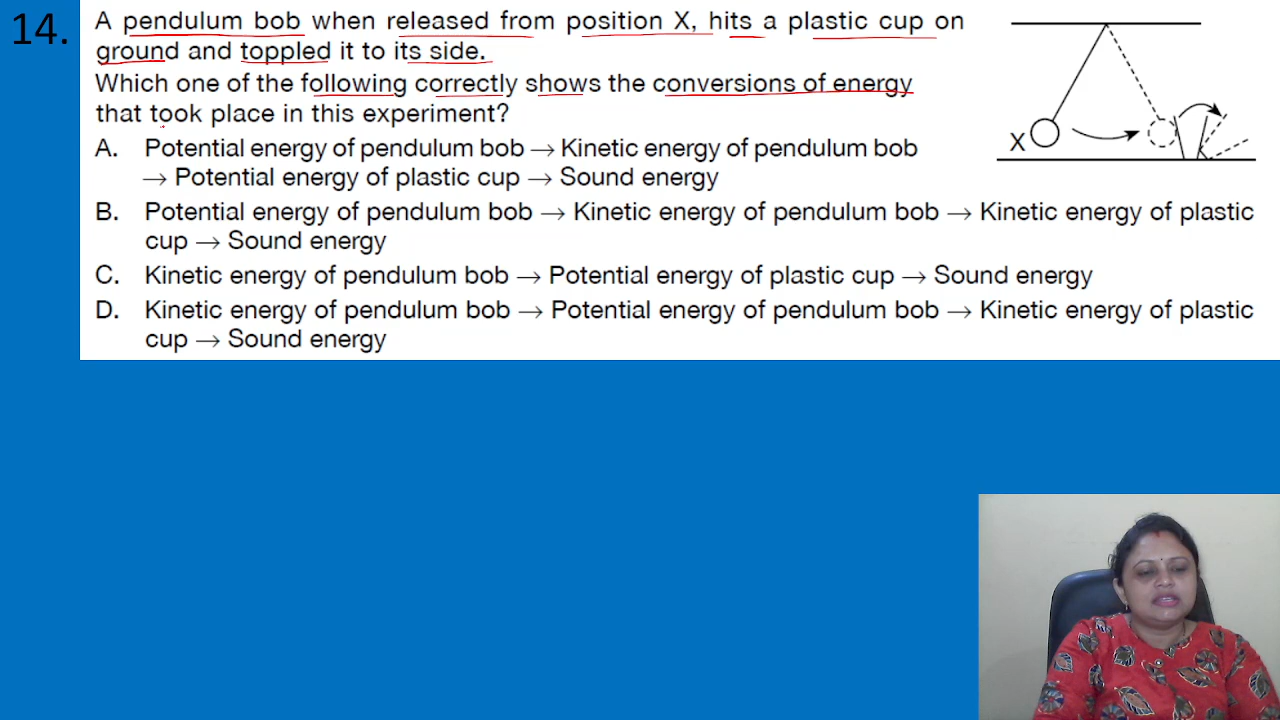 14.
A pendulum bob when released from position X, hits a plastic cup on
ground and toppled it to its side.
Which one of the following correctly shows the conversions of energy
that took place in this experiment?
A. Potential energy of pendulum bob → Kinetic energy of pendulum bob
→ Potential energy of plastic cup → Sound energy
B. Potential energy of pendulum bob → Kinetic energy of pendulum bob → Kinetic energy of plastic
cup → Sound energy
C. Kinetic energy of pendulum bob → Potential energy of plastic cup → Sound energy
D. Kinetic energy of pendulum bob → Potential energy of pendulum bob → Kinetic energy of plastic
cup → Sound energy
X